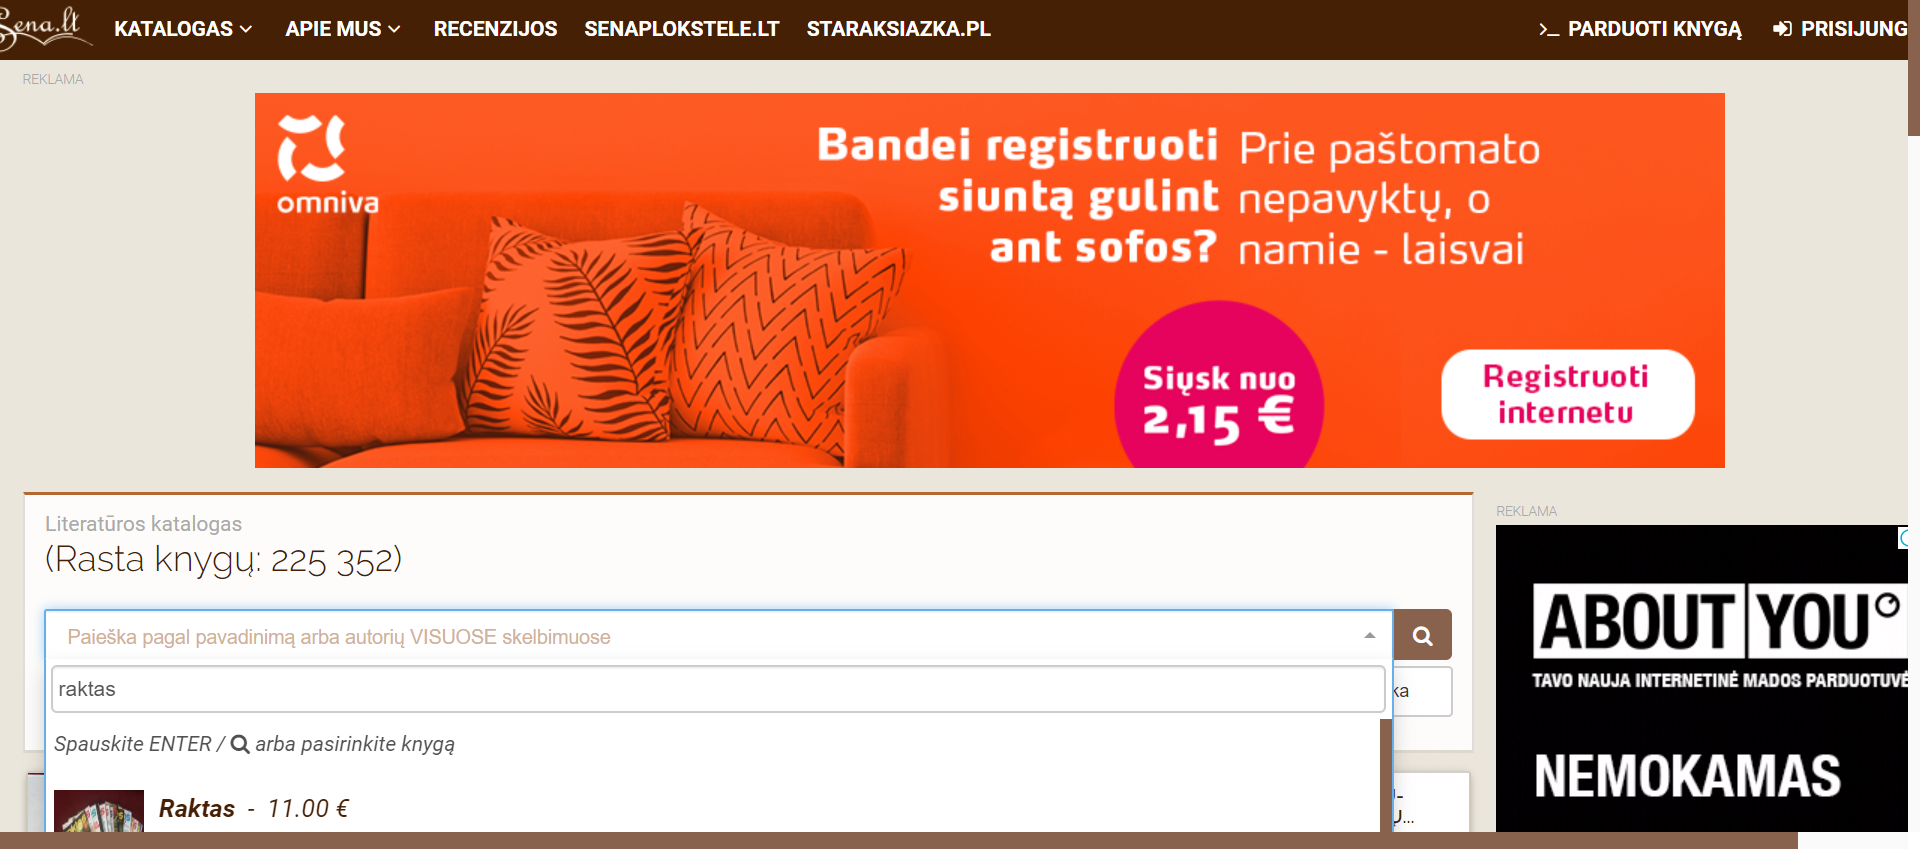 Sena.lt
KATALOGAS
APIE MUS
RECENZIJOS
SENAPLOKSTELE.LT
STARAKSIAZKA.PL
PARDUOTI KNYGĄ
PRISIJUNG
REKLAMA
omniva
Bandei registruoti
siuntą gulint
ant sofos?
Prie paštomato
nepavyktų, o
namie - laisvai
Siųsk nuo
2,15 €
Registruoti
internetu
Literatūros katalogas
(Rasta knygų: 225 352)
Paieška pagal pavadinimą arba autorių VISUOSE skelbimuose
raktas
ka
Spauskite ENTER / arba pasirinkite knygą
Raktas - 11.00 €
REKLAMA
ABOUT YOU
TAVO NAUJA INTERNETINĖ MADOS PARDUOTUVĖ
NEMOKAMAS